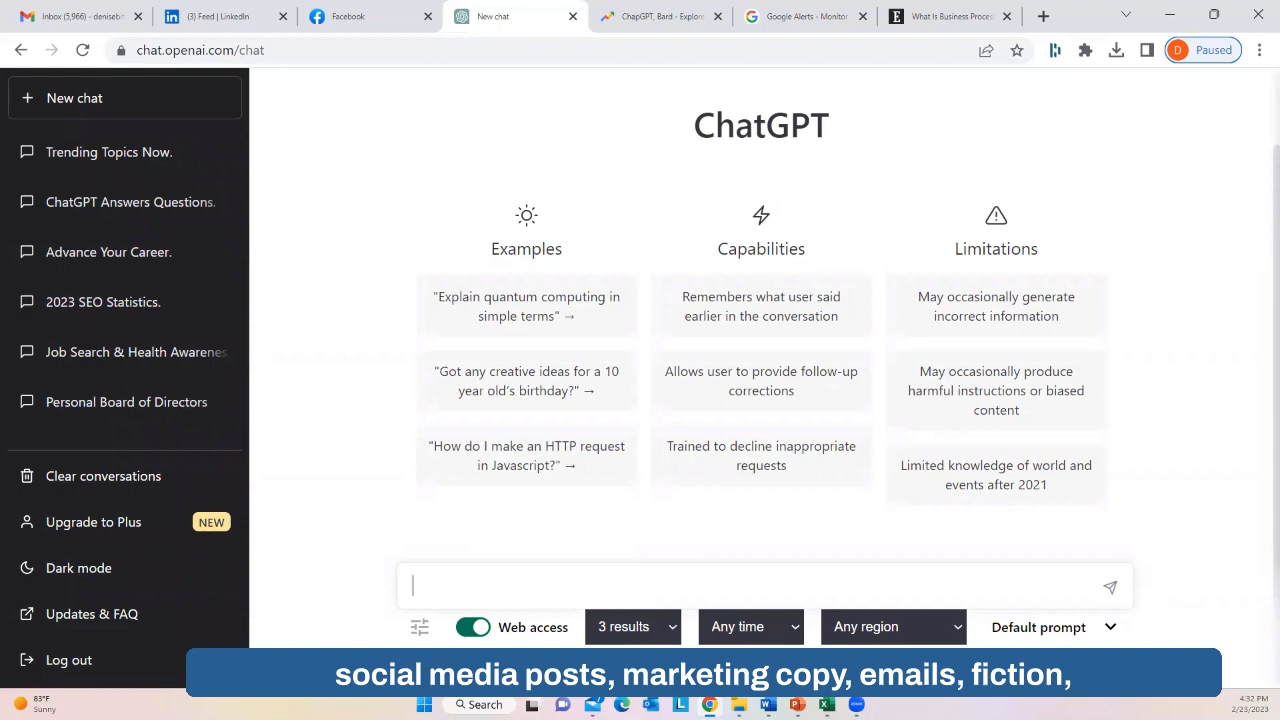 Inbox (5,966) - deniseb
(3) Feed | LinkedIn
Facebook
New chat
ChapGPT, Bard - Explore
Google Alerts - Monitor
What Is Business Proces
chat.openai.com/chat
D Paused
New chat
Trending Topics Now.
ChatGPT Answers Questions.
Advance Your Career.
2023 SEO Statistics.
Job Search & Health Awarenes
Personal Board of Directors
Clear conversations
Upgrade to Plus NEW
Dark mode
Updates & FAQ
Log out
ChatGPT
Examples
"Explain quantum computing in
simple terms" →
"Got any creative ideas for a 10
year old's birthday?" →
"How do I make an HTTP request
in Javascript?" →
Capabilities
Remembers what user said
earlier in the conversation
Allows user to provide follow-up
corrections
Trained to decline inappropriate
requests
Limitations
May occasionally generate
incorrect information
May occasionally produce
harmful instructions or biased
content
Limited knowledge of world and
events after 2021
Web access 3 results Any time Any region Default prompt
social media posts, marketing copy, emails, fiction,
83°F
Sunny
Search
4:32 PM
2/23/2023